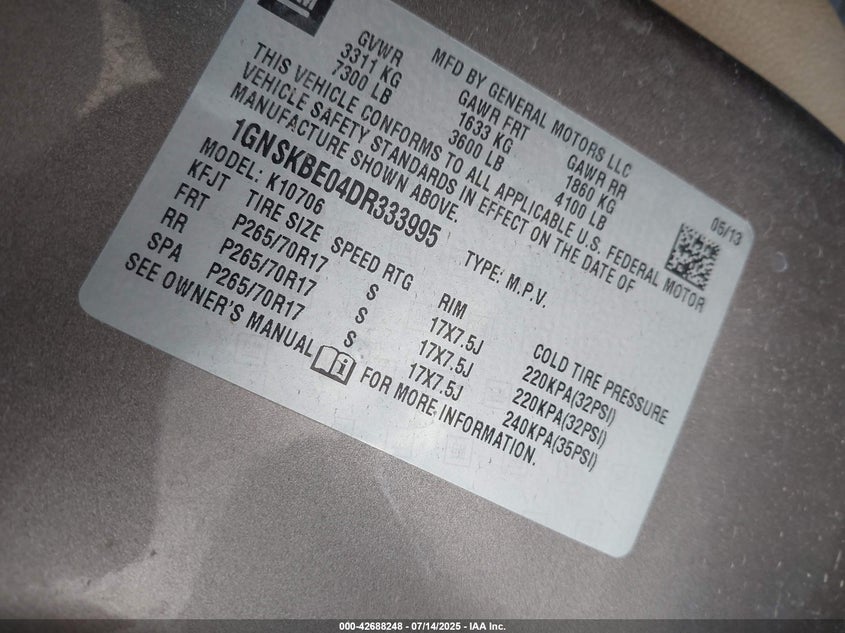 GM
MFD BY GENERAL MOTORS LLC 05/13
GVWR GAWR FRT GAWR RR
3311 KG 1633 KG 1860 KG
7300 LB 3600 LB 4100 LB
THIS VEHICLE CONFORMS TO ALL APPLICABLE U.S. FEDERAL MOTOR
VEHICLE SAFETY STANDARDS IN EFFECT ON THE DATE OF
MANUFACTURE SHOWN ABOVE.
1GNSKBE04DR333995 TYPE: M.P.V.
MODEL: K10706
KFJT TIRE SIZE SPEED RTG RIM COLD TIRE PRESSURE
FRT P265/70R17 S 17X7.5J 220KPA(32PSI)
RR P265/70R17 S 17X7.5J 220KPA(32PSI)
SPA P265/70R17 S 17X7.5J 240KPA(35PSI)
SEE OWNER'S MANUAL FOR MORE INFORMATION.
000-42688248 - 07/14/2025 - IAA Inc.